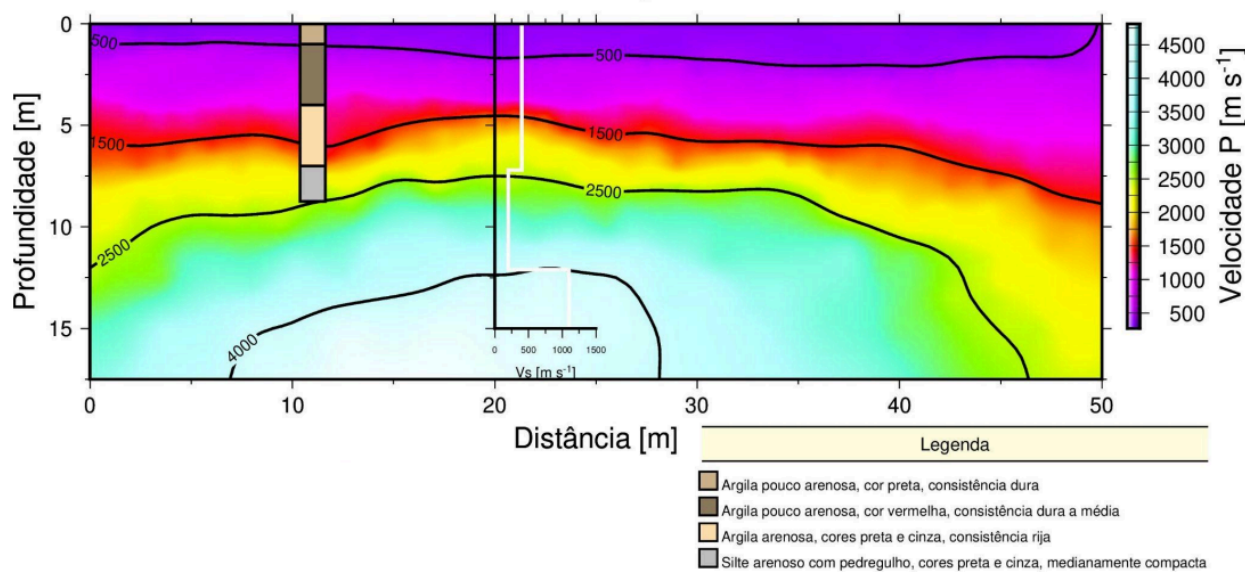 0
5
10
15
Profundidade [m]
500
500
1500
1500
2500
2500
4000
0 500 1000 1500
Vs [m s⁻¹]
0 10 20 30 40 50
Distância [m]
4500
4000
3500
3000
2500
2000
1500
1000
500
Velocidade P [m s⁻¹]
Legenda
Argila pouco arenosa, cor preta, consistência dura
Argila pouco arenosa, cor vermelha, consistência dura a média
Argila arenosa, cores preta e cinza, consistência rija
Silte arenoso com pedregulho, cores preta e cinza, medianamente compacta